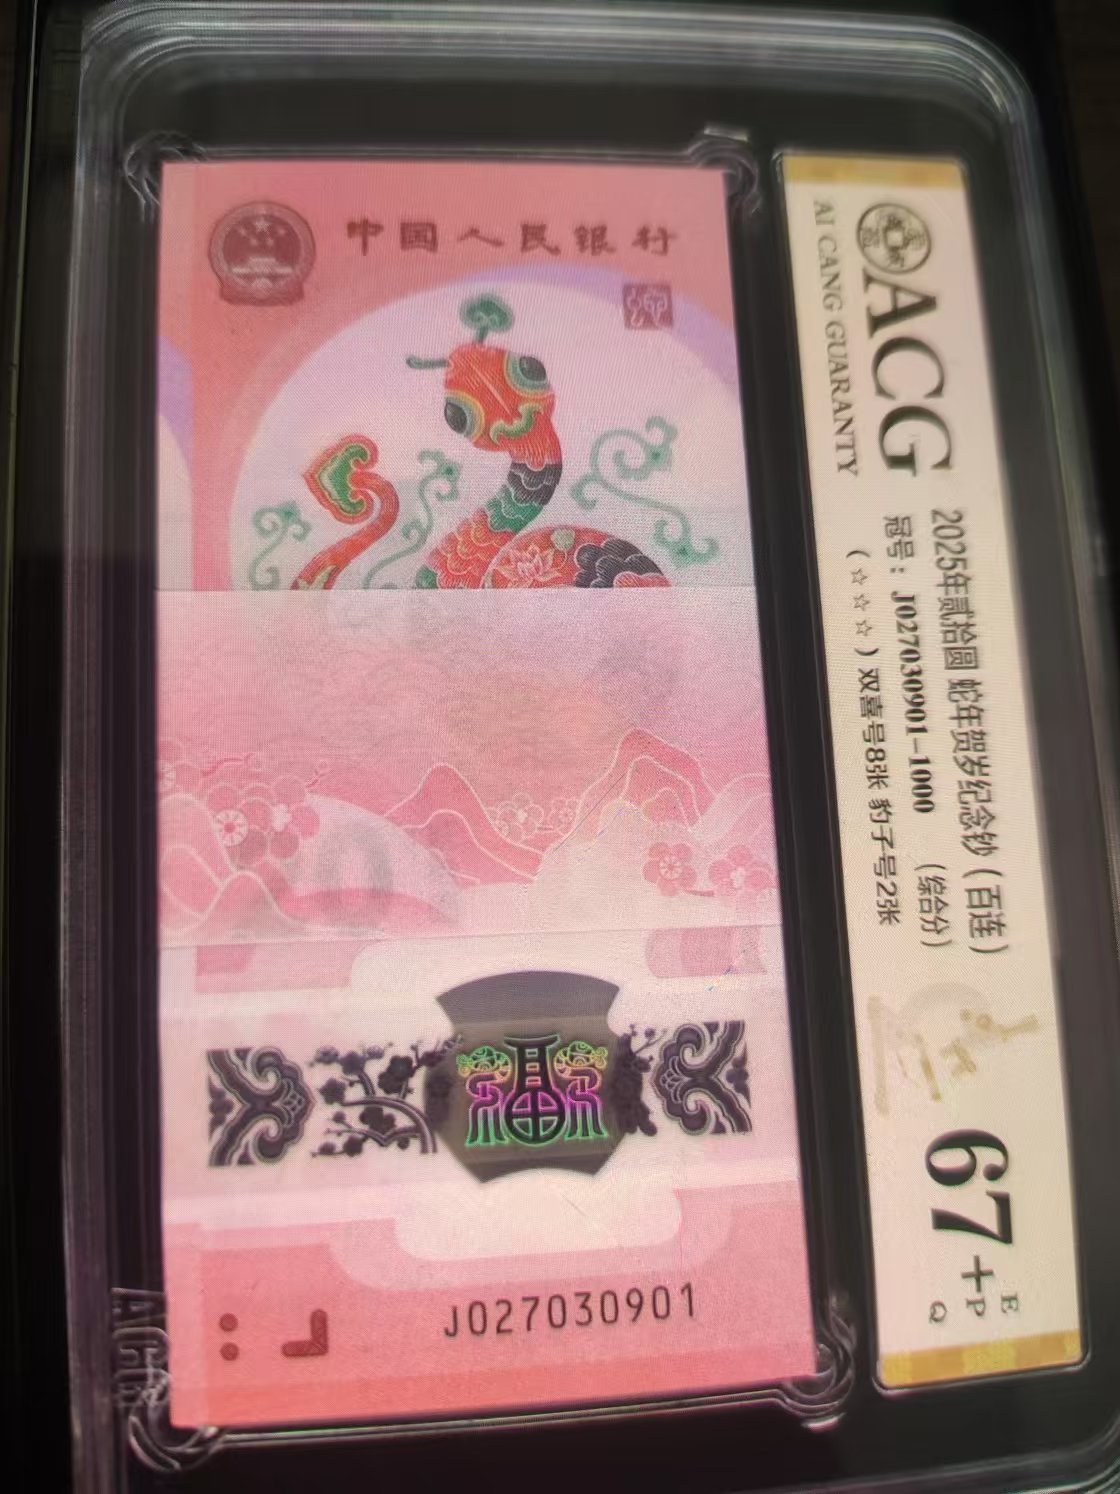 中国人民银行
J027030901
ACG
AI CANG GUARANTY
2025年贰拾圆 蛇年贺岁纪念钞（百连）
冠号：J027030901-1000 （综合分）
（☆☆☆）双喜号8张 豹子号2张
67+
E
P
Q
ACG